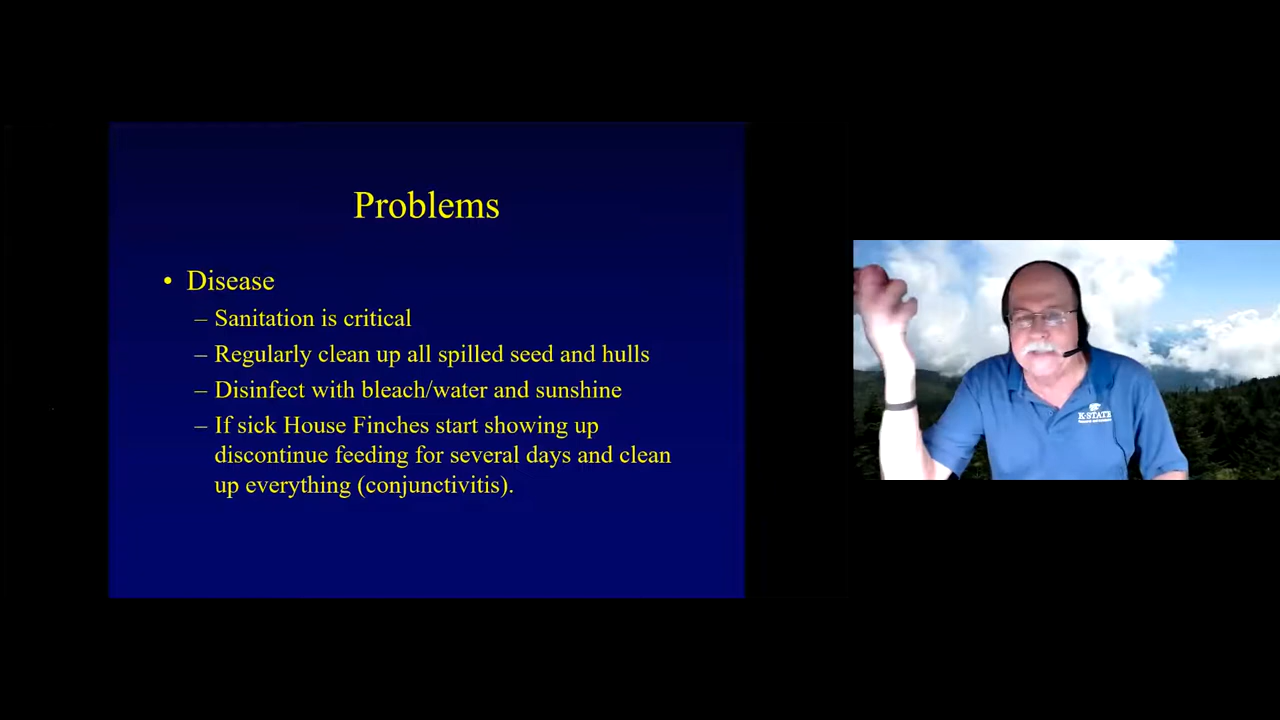 Problems
• Disease
– Sanitation is critical
– Regularly clean up all spilled seed and hulls
– Disinfect with bleach/water and sunshine
– If sick House Finches start showing up
discontinue feeding for several days and clean
up everything (conjunctivitis).
K-STATE